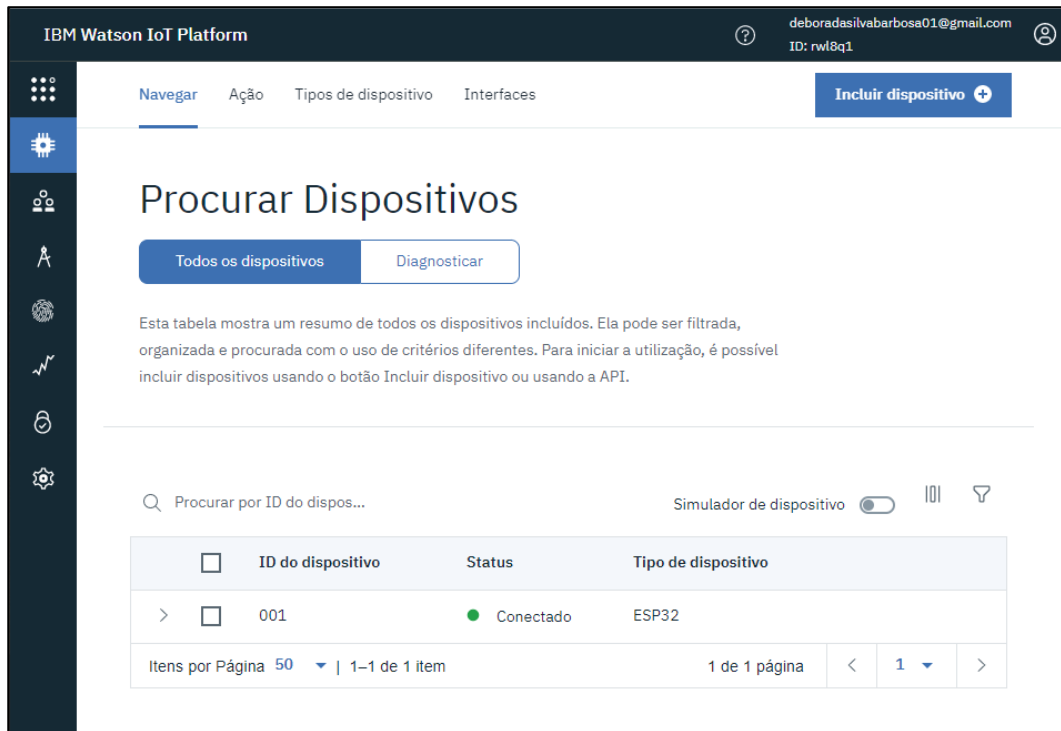 IBM Watson IoT Platform
deboradasilvabarbosa01@gmail.com
ID: rwl8q1
Navegar Ação Tipos de dispositivo Interfaces
Incluir dispositivo
Procurar Dispositivos
Todos os dispositivos Diagnosticar
Esta tabela mostra um resumo de todos os dispositivos incluídos. Ela pode ser filtrada,
organizada e procurada com o uso de critérios diferentes. Para iniciar a utilização, é possível
incluir dispositivos usando o botão Incluir dispositivo ou usando a API.
Procurar por ID do dispos...
Simulador de dispositivo
ID do dispositivo Status Tipo de dispositivo
001 Conectado ESP32
Itens por Página 50 | 1–1 de 1 item 1 de 1 página 1